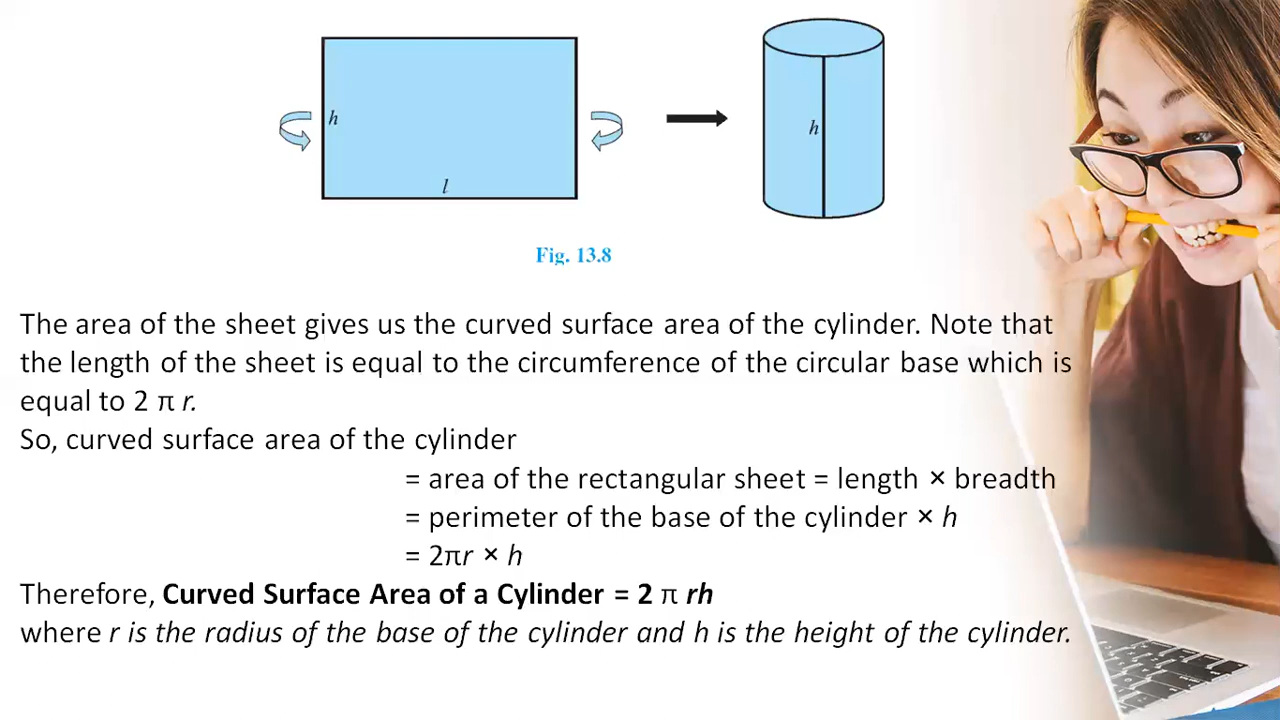 h
l
h
Fig. 13.8
The area of the sheet gives us the curved surface area of the cylinder. Note that
the length of the sheet is equal to the circumference of the circular base which is
equal to 2 π r.
So, curved surface area of the cylinder
= area of the rectangular sheet = length × breadth
= perimeter of the base of the cylinder × h
= 2πr × h
Therefore, Curved Surface Area of a Cylinder = 2 π rh
where r is the radius of the base of the cylinder and h is the height of the cylinder.